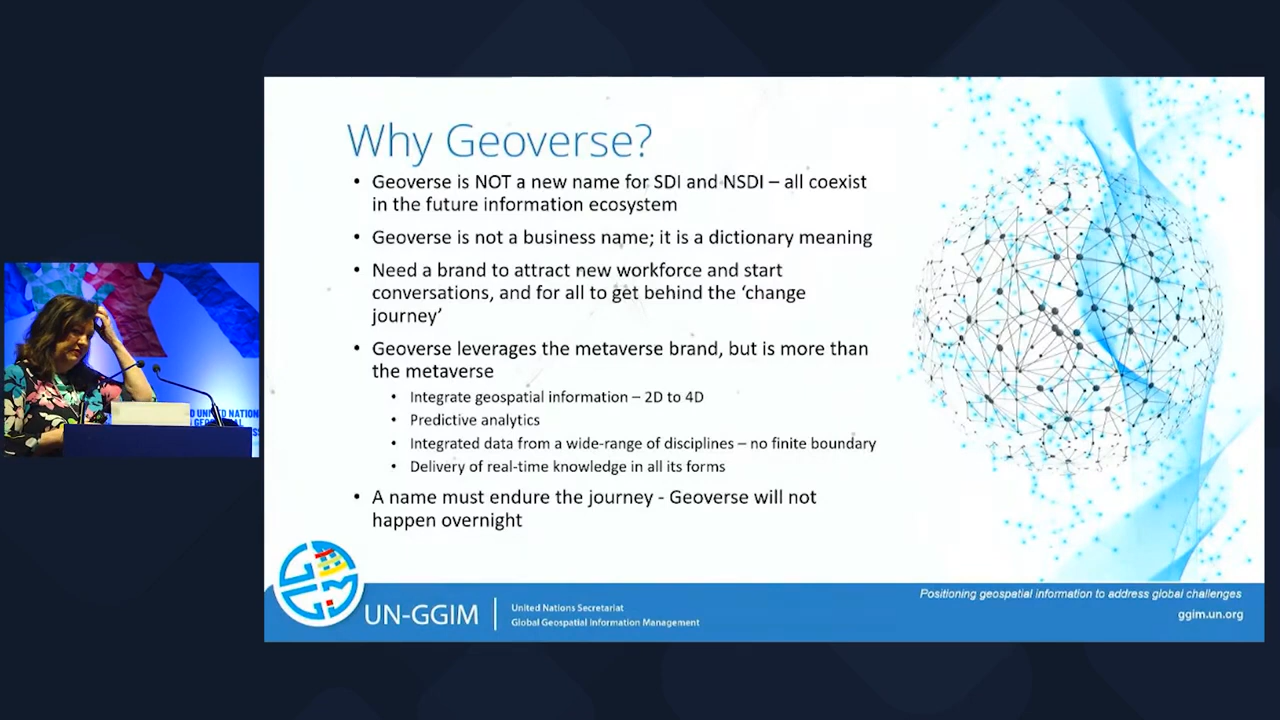 Why Geoverse?
• Geoverse is NOT a new name for SDI and NSDI – all coexist
in the future information ecosystem
• Geoverse is not a business name; it is a dictionary meaning
• Need a brand to attract new workforce and start
conversations, and for all to get behind the ‘change
journey’
• Geoverse leverages the metaverse brand, but is more than
the metaverse
• Integrate geospatial information – 2D to 4D
• Predictive analytics
• Integrated data from a wide-range of disciplines – no finite boundary
• Delivery of real-time knowledge in all its forms
• A name must endure the journey - Geoverse will not
happen overnight
UN-GGIM
United Nations Secretariat
Global Geospatial Information Management
Positioning geospatial information to address global challenges
ggim.un.org